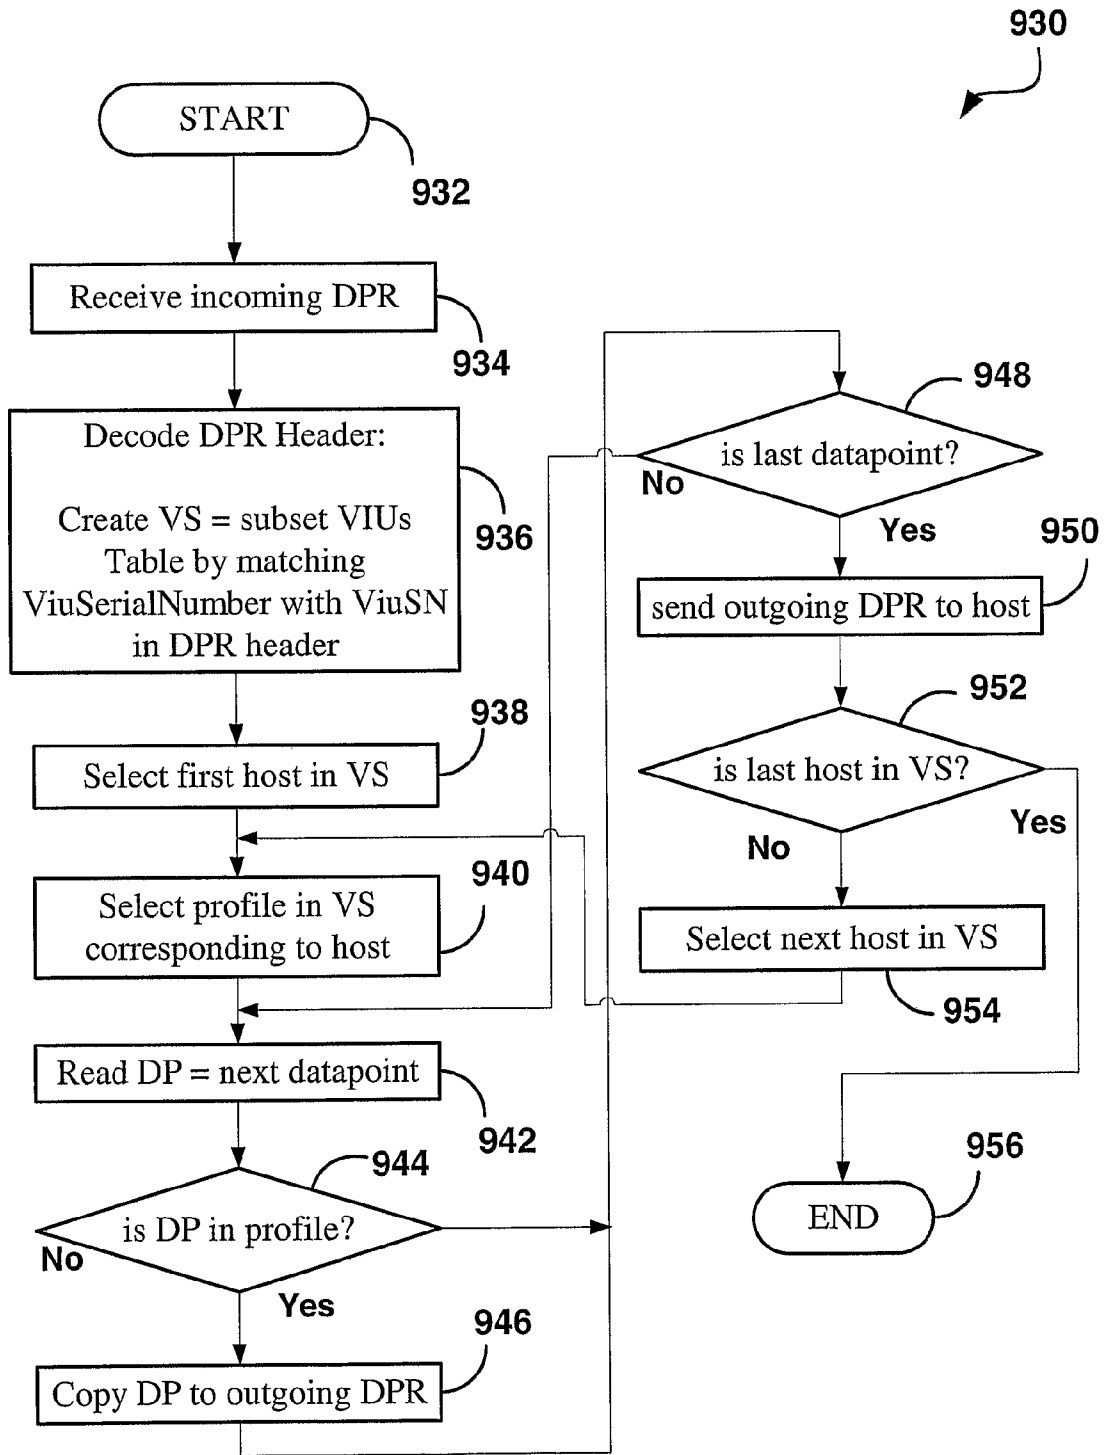 930
START
932
Receive incoming DPR
934
Decode DPR Header:
Create VS = subset VIUs
Table by matching
ViuSerialNumber with ViuSN
in DPR header
936
Select first host in VS
938
Select profile in VS
corresponding to host
940
Read DP = next datapoint
942
is DP in profile?
944
No
Yes
Copy DP to outgoing DPR
946
is last datapoint?
948
No
Yes
send outgoing DPR to host
950
is last host in VS?
952
Yes
No
Select next host in VS
954
END
956